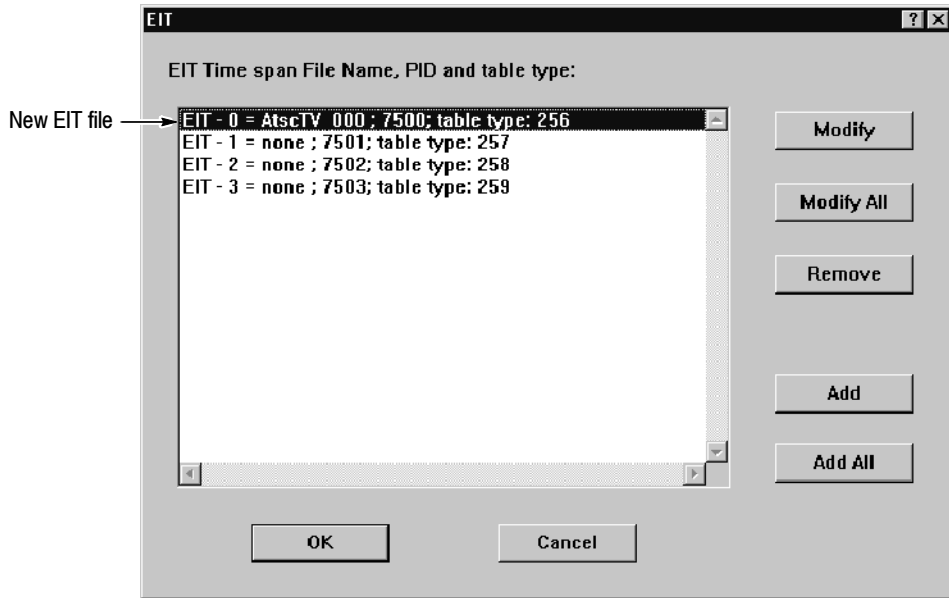 EIT
? X
EIT Time span File Name, PID and table type:
New EIT file
EIT - 0 = AtscTV_000 ; 7500; table type: 256
EIT - 1 = none ; 7501; table type: 257
EIT - 2 = none ; 7502; table type: 258
EIT - 3 = none ; 7503; table type: 259
Modify
Modify All
Remove
Add
Add All
OK
Cancel